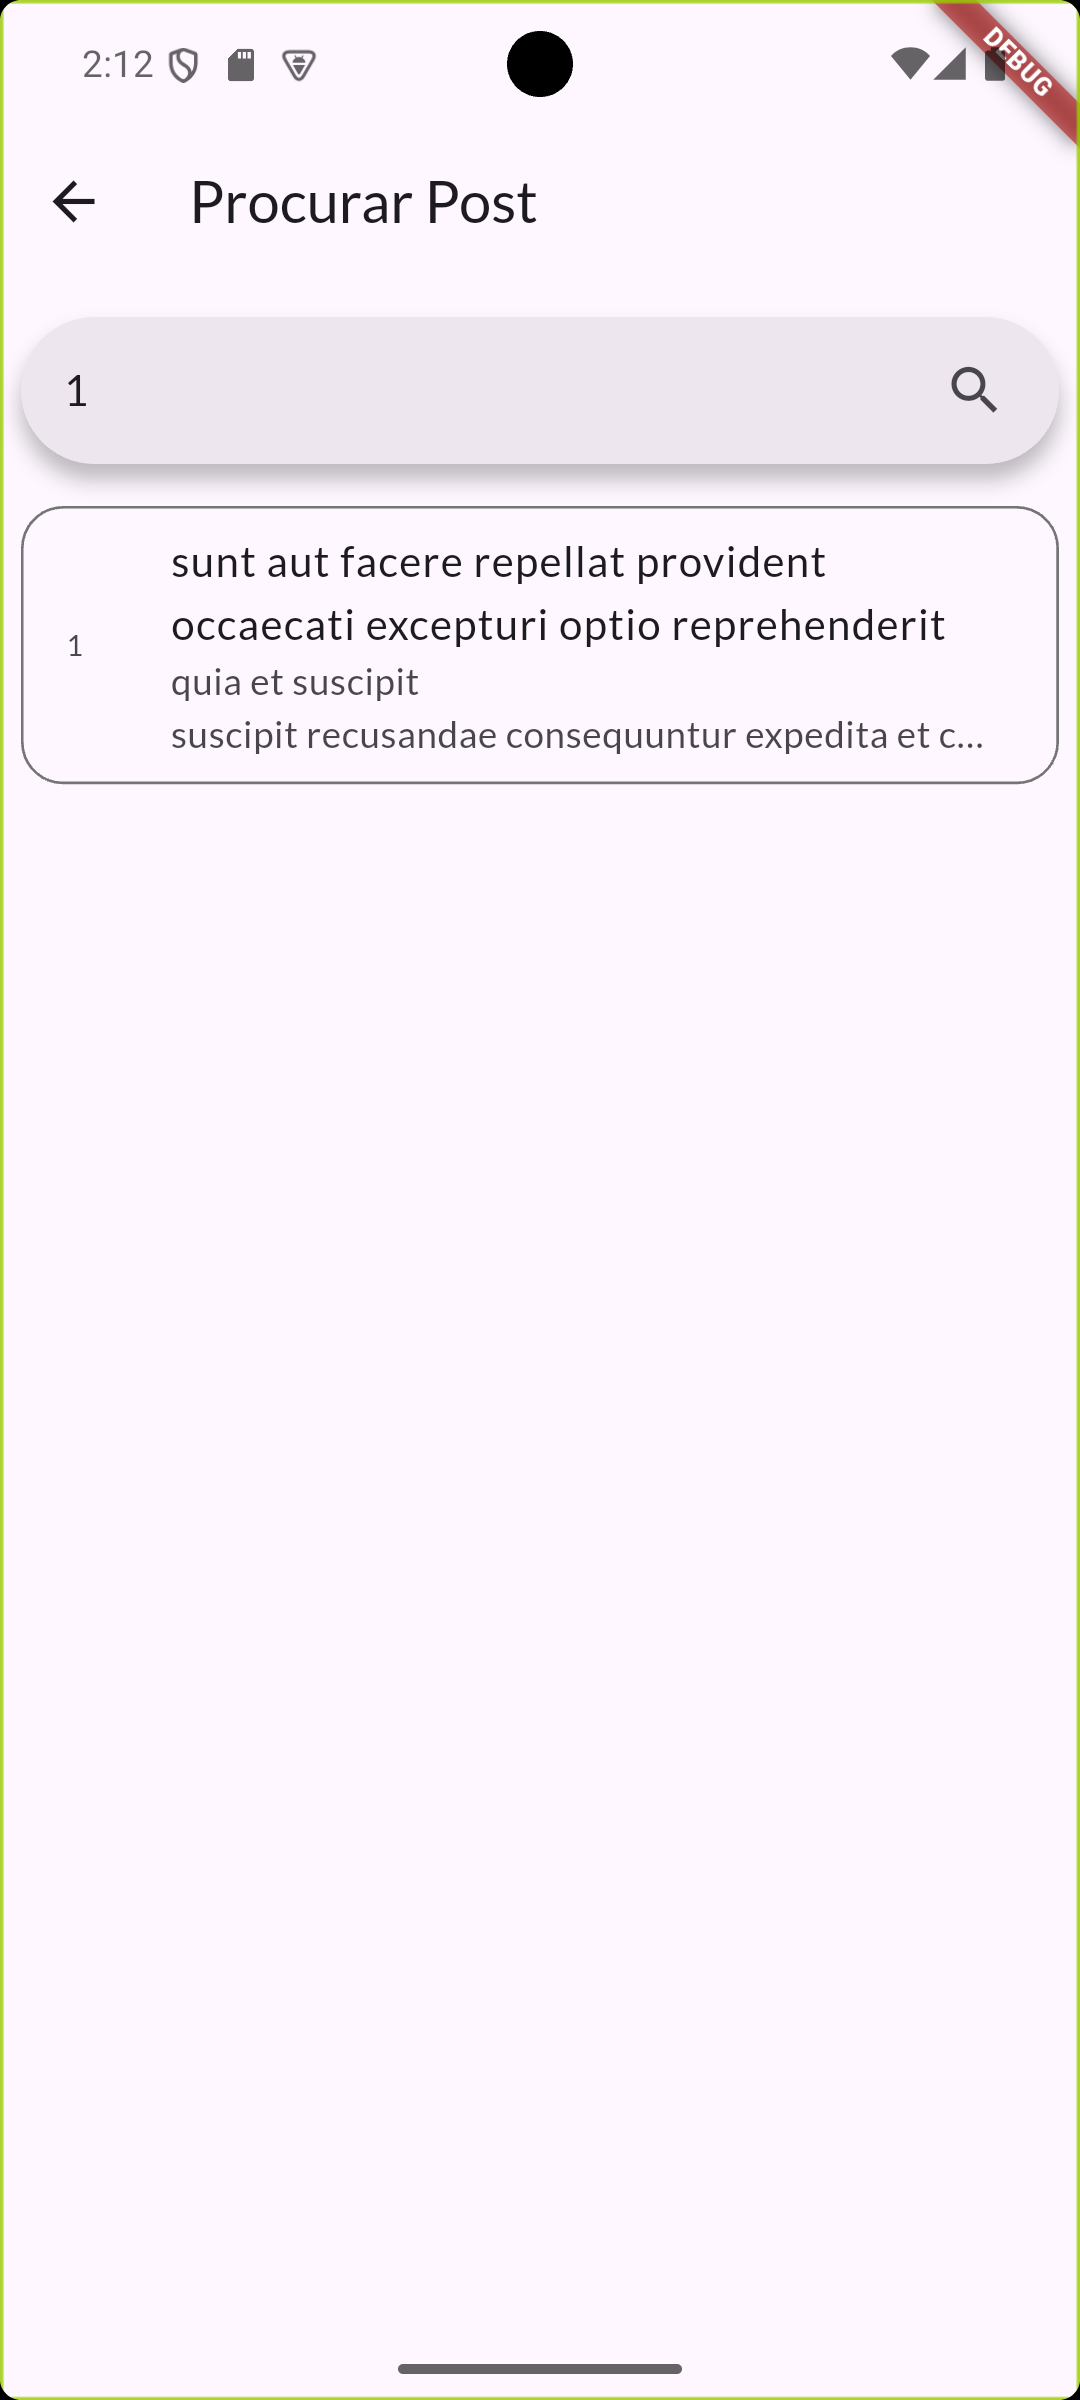 2:12
DEBUG
Procurar Post
1
sunt aut facere repellat provident
occaecati excepturi optio reprehenderit
1
quia et suscipit
suscipit recusandae consequuntur expedita et c...